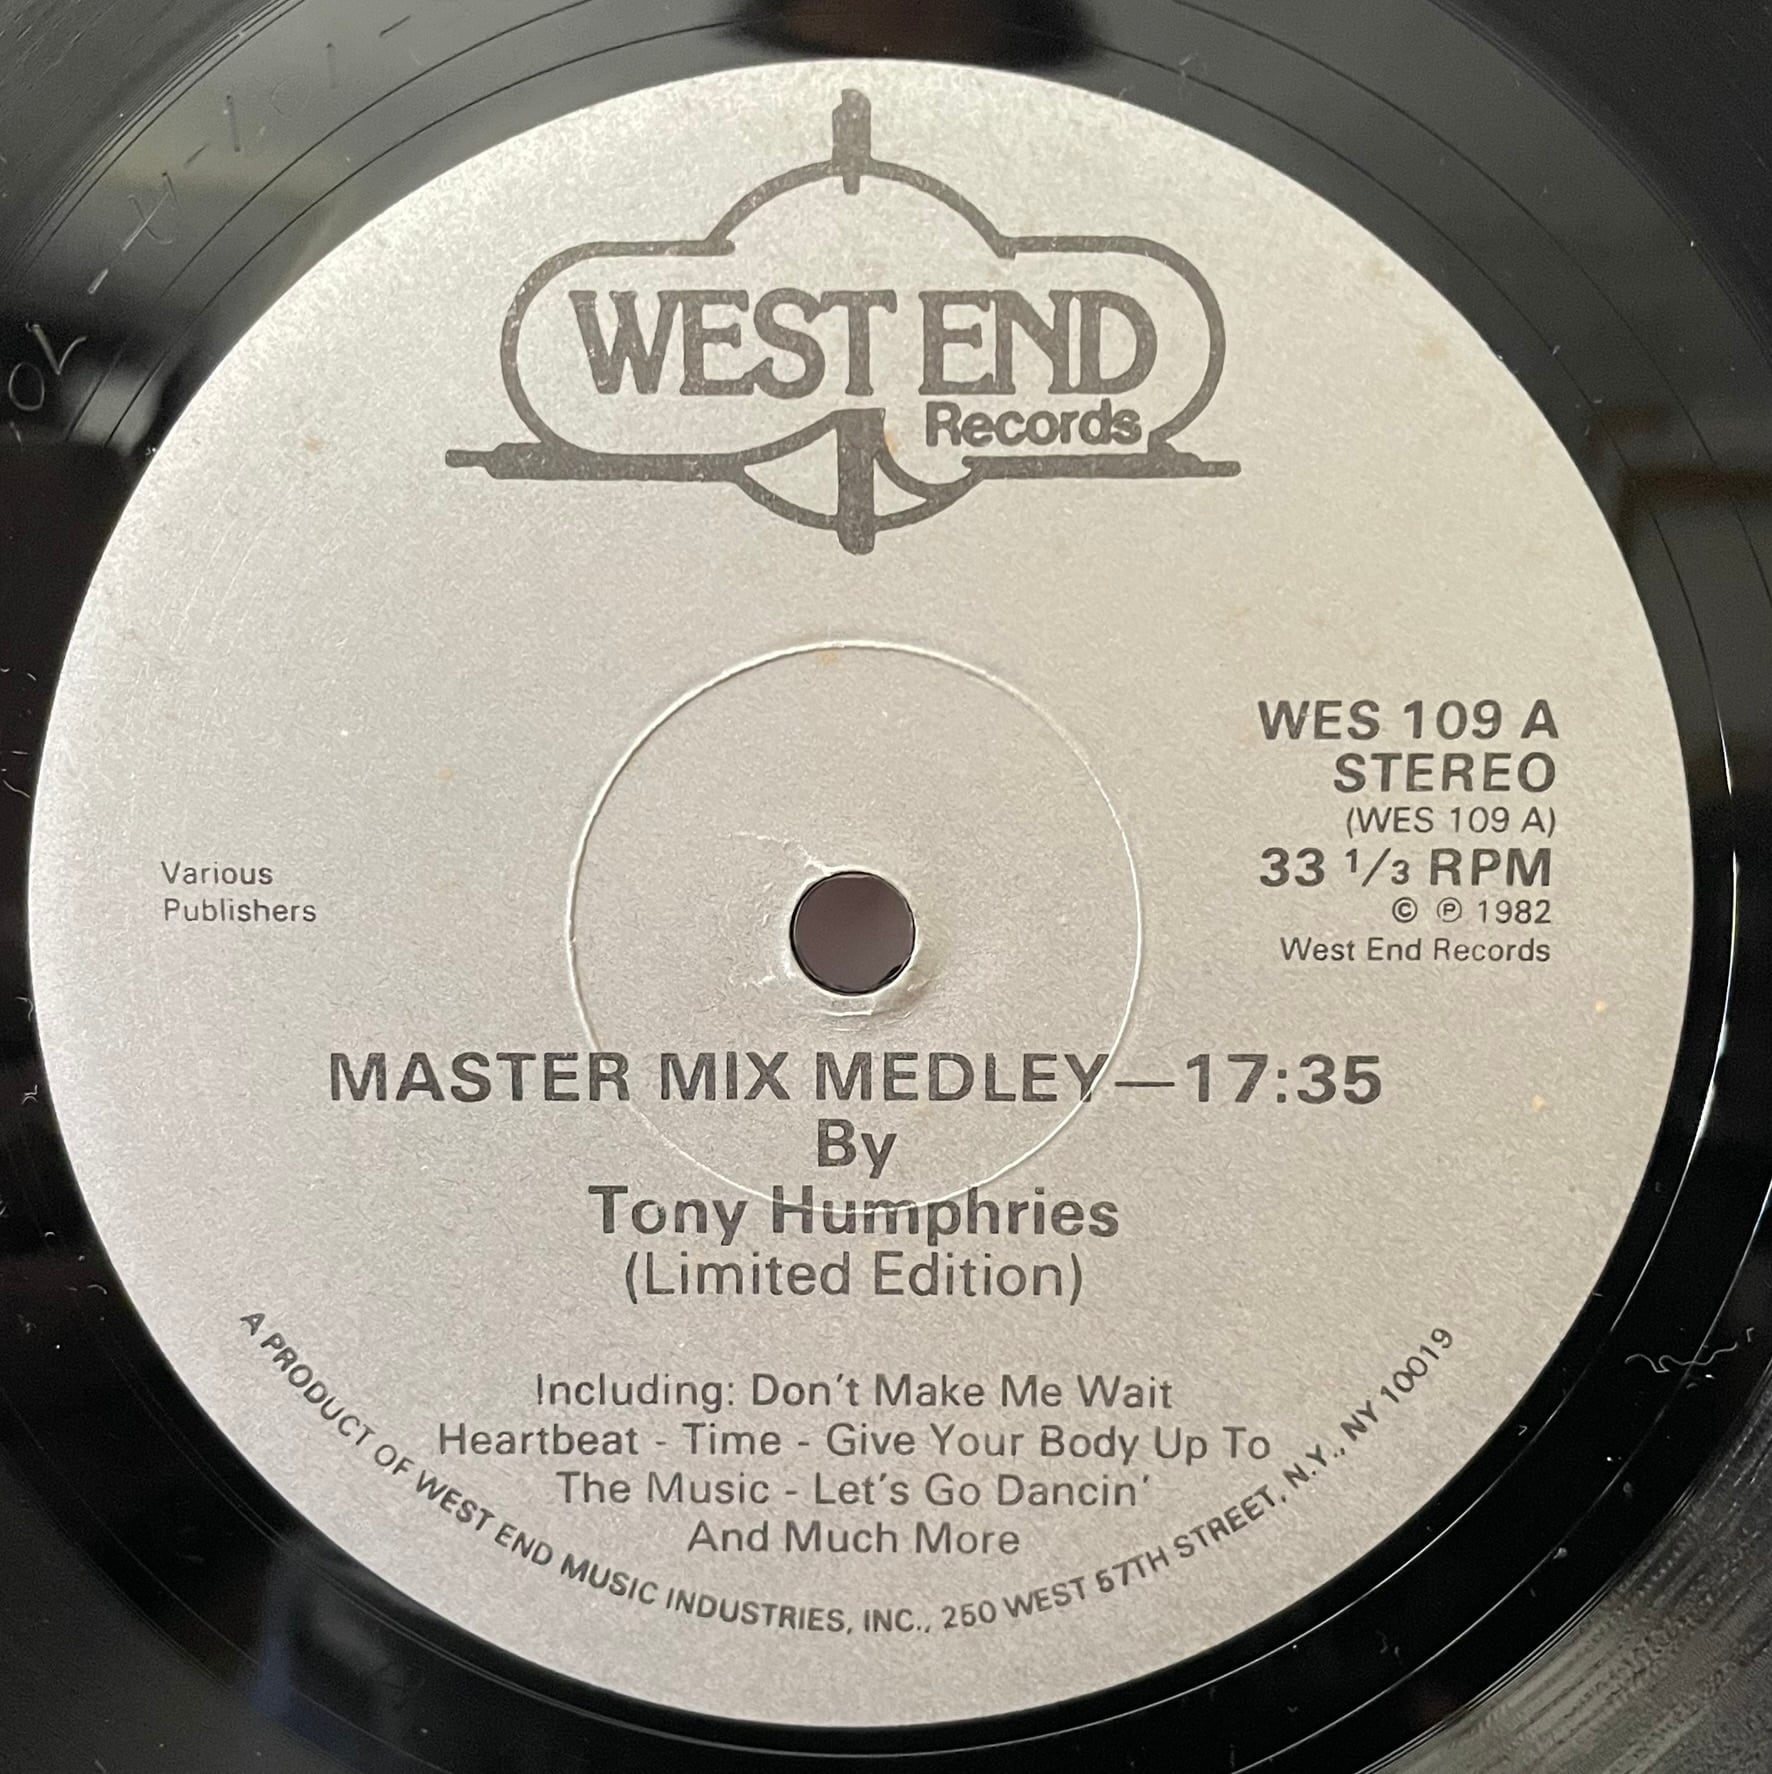 WEST END
Records
WES 109 A
STEREO
(WES 109 A)
33 1/3 RPM
© ℗ 1982
West End Records
Various
Publishers
MASTER MIX MEDLEY—17:35
By
Tony Humphries
(Limited Edition)
Including: Don't Make Me Wait
Heartbeat - Time - Give Your Body Up To
The Music - Let's Go Dancin'
And Much More
A PRODUCT OF WEST END MUSIC INDUSTRIES, INC., 250 WEST 57TH STREET, N.Y., NY 10019